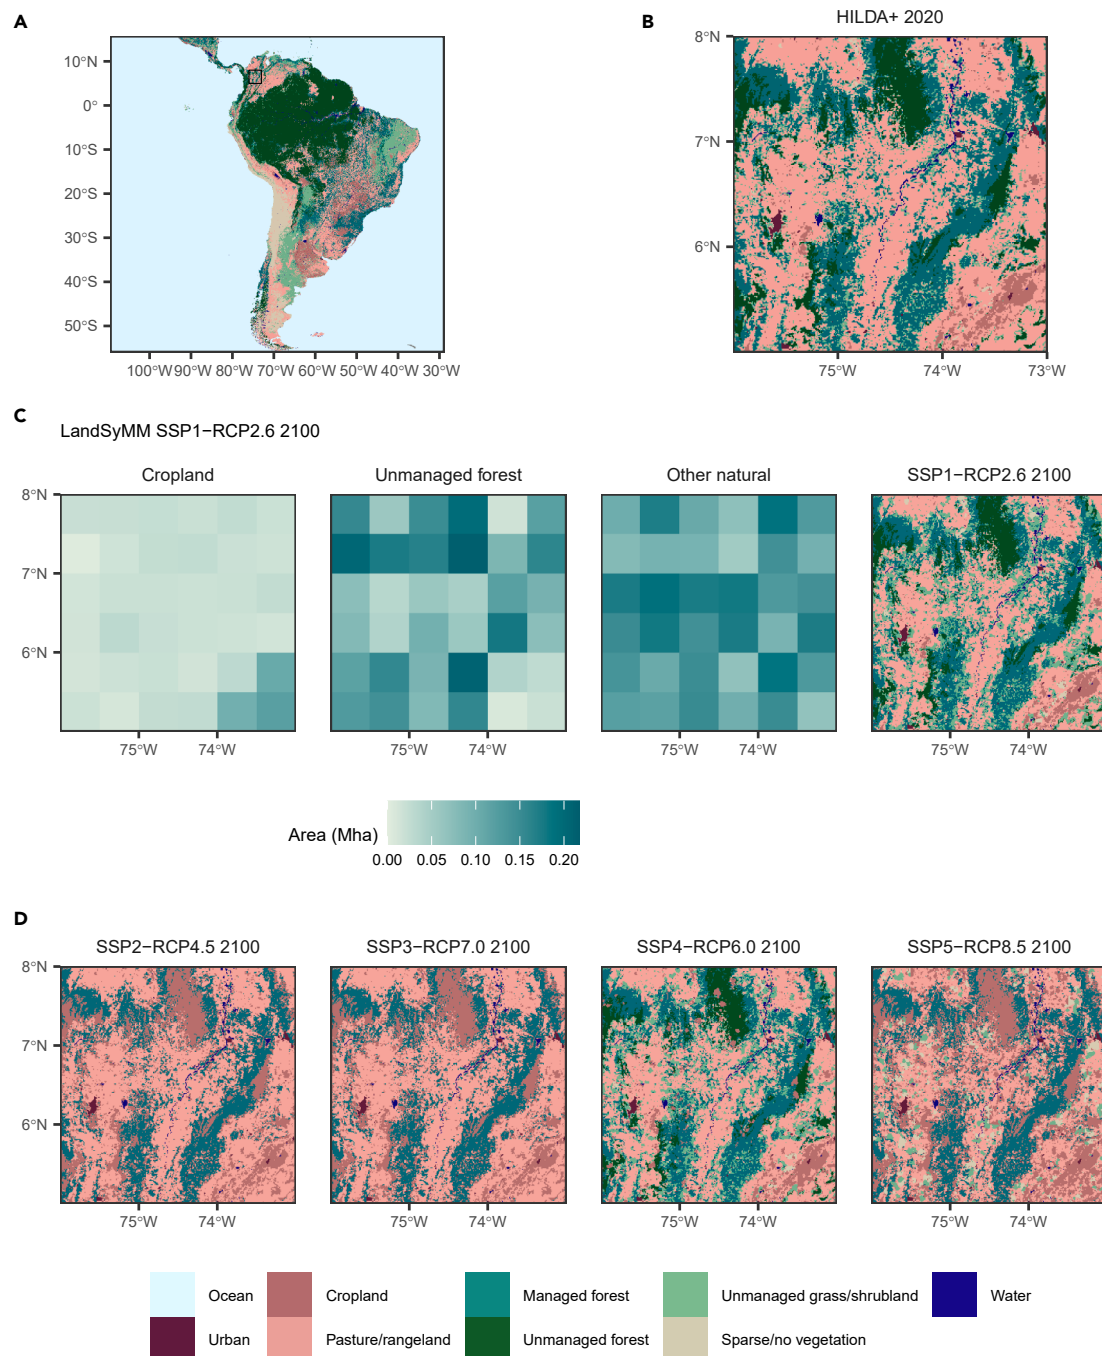 A
B
HILDA+ 2020
10°N
0°
10°S
20°S
30°S
40°S
50°S
100°W 90°W 80°W 70°W 60°W 50°W 40°W 30°W
8°N
7°N
6°N
75°W 74°W 73°W
C
LandSyMM SSP1−RCP2.6 2100
Cropland Unmanaged forest Other natural SSP1−RCP2.6 2100
8°N
7°N
6°N
75°W 74°W 75°W 74°W 75°W 74°W 75°W 74°W
Area (Mha)
0.00 0.05 0.10 0.15 0.20
D
SSP2−RCP4.5 2100 SSP3−RCP7.0 2100 SSP4−RCP6.0 2100 SSP5−RCP8.5 2100
8°N
7°N
6°N
75°W 74°W 75°W 74°W 75°W 74°W 75°W 74°W
Ocean Cropland Managed forest Unmanaged grass/shrubland Water
Urban Pasture/rangeland Unmanaged forest Sparse/no vegetation